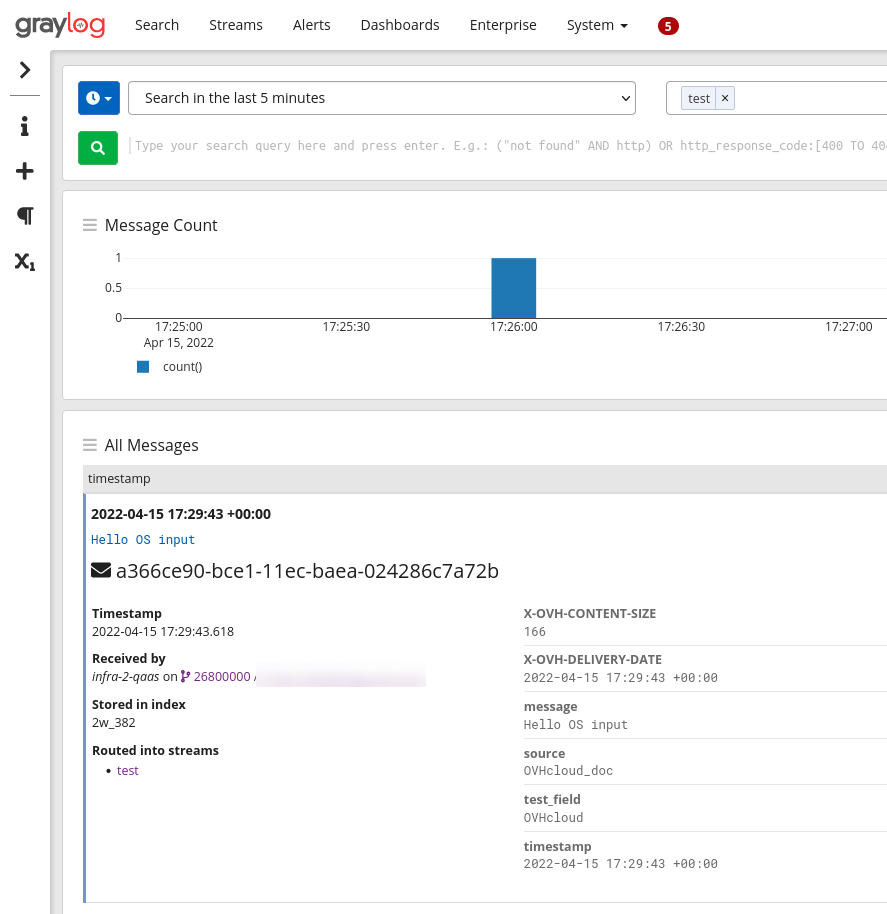 graylog Search Streams Alerts Dashboards Enterprise System 5
Search in the last 5 minutes test ×
Type your search query here and press enter. E.g.: ("not found" AND http) OR http_response_code:[400 TO 40
Message Count
1
0.5
0
17:25:00 17:25:30 17:26:00 17:26:30 17:27:00
Apr 15, 2022
count()
All Messages
timestamp
2022-04-15 17:29:43 +00:00
Hello OS input
a366ce90-bce1-11ec-baea-024286c7a72b
Timestamp
2022-04-15 17:29:43.618
Received by
infra-2-qaas on 26800000 /
Stored in index
2w_382
Routed into streams
• test
X-OVH-CONTENT-SIZE
166
X-OVH-DELIVERY-DATE
2022-04-15 17:29:43 +00:00
message
Hello OS input
source
OVHcloud_doc
test_field
OVHcloud
timestamp
2022-04-15 17:29:43 +00:00